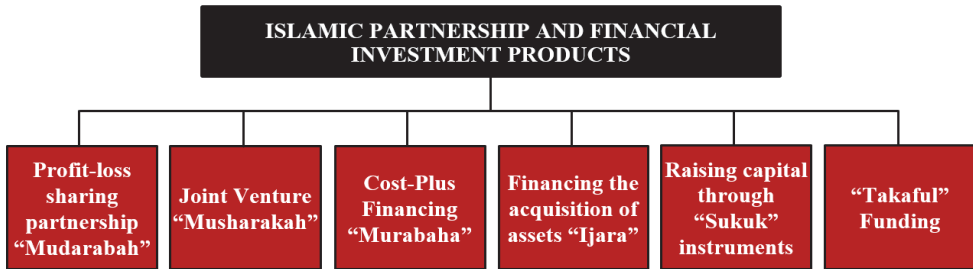 ISLAMIC PARTNERSHIP AND FINANCIAL
INVESTMENT PRODUCTS
Profit-loss
sharing
partnership
“Mudarabah”
Joint Venture
“Musharakah”
Cost-Plus
Financing
“Murabaha”
Financing the
acquisition of
assets “Ijara”
Raising capital
through
“Sukuk”
instruments
“Takaful”
Funding